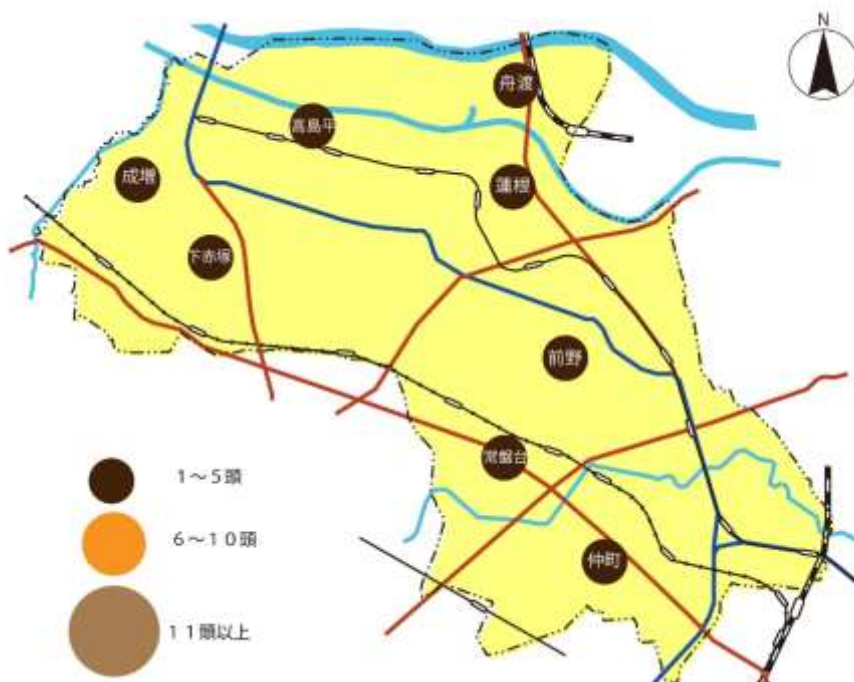 N
舟渡
高島平
成増
蓮根
下赤塚
前野
常盤台
仲町
1～5頭
6～10頭
11頭以上